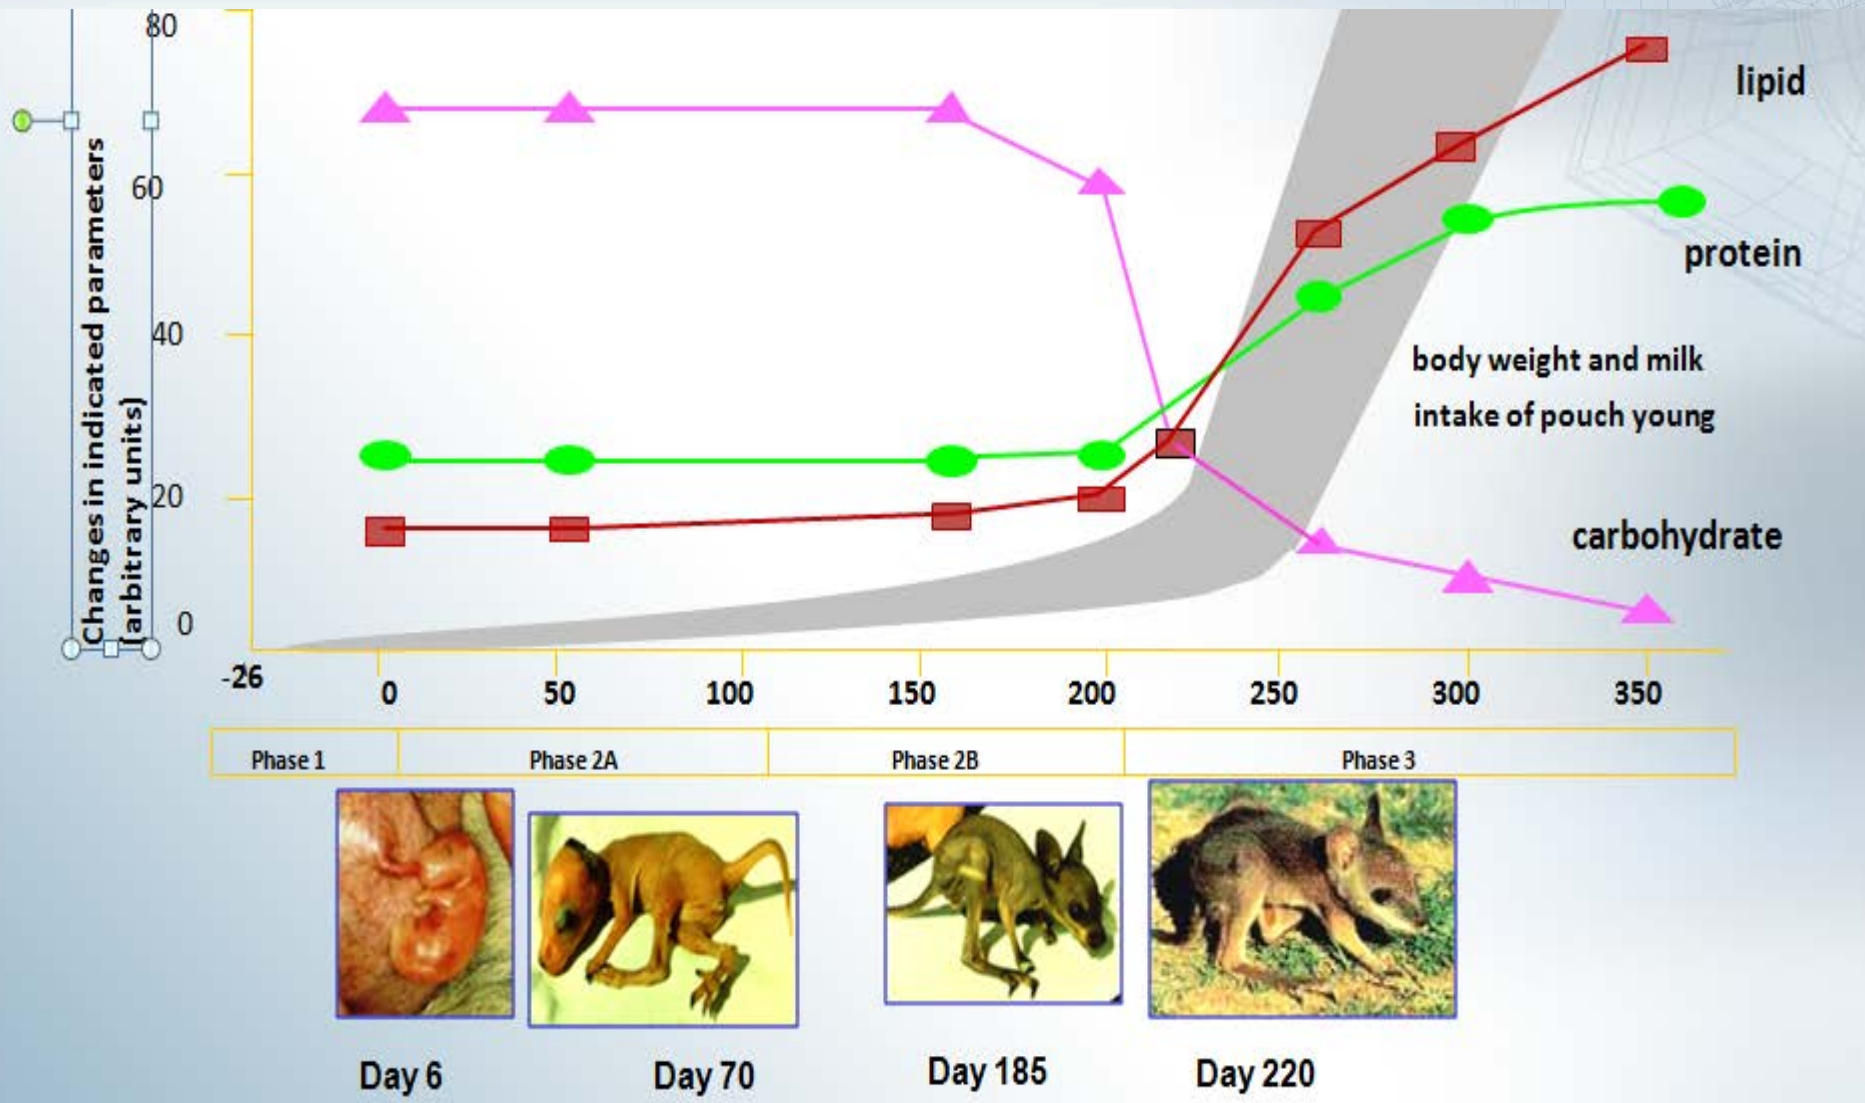 80
60
40
20
0
Changes in indicated parameters
(arbitrary units)
lipid
protein
body weight and milk
intake of pouch young
carbohydrate
-26 0 50 100 150 200 250 300 350
Phase 1 Phase 2A Phase 2B Phase 3
Day 6 Day 70 Day 185 Day 220